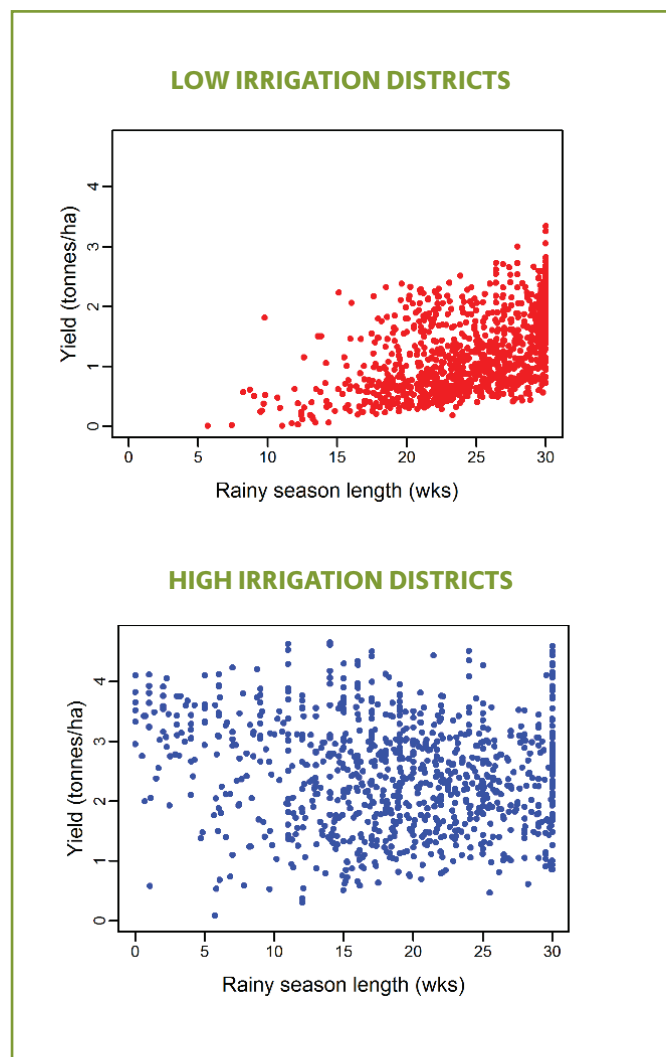 LOW IRRIGATION DISTRICTS
Yield (tonnes/ha)
4
3
2
1
0
0 5 10 15 20 25 30
Rainy season length (wks)
HIGH IRRIGATION DISTRICTS
Yield (tonnes/ha)
4
3
2
1
0
0 5 10 15 20 25 30
Rainy season length (wks)